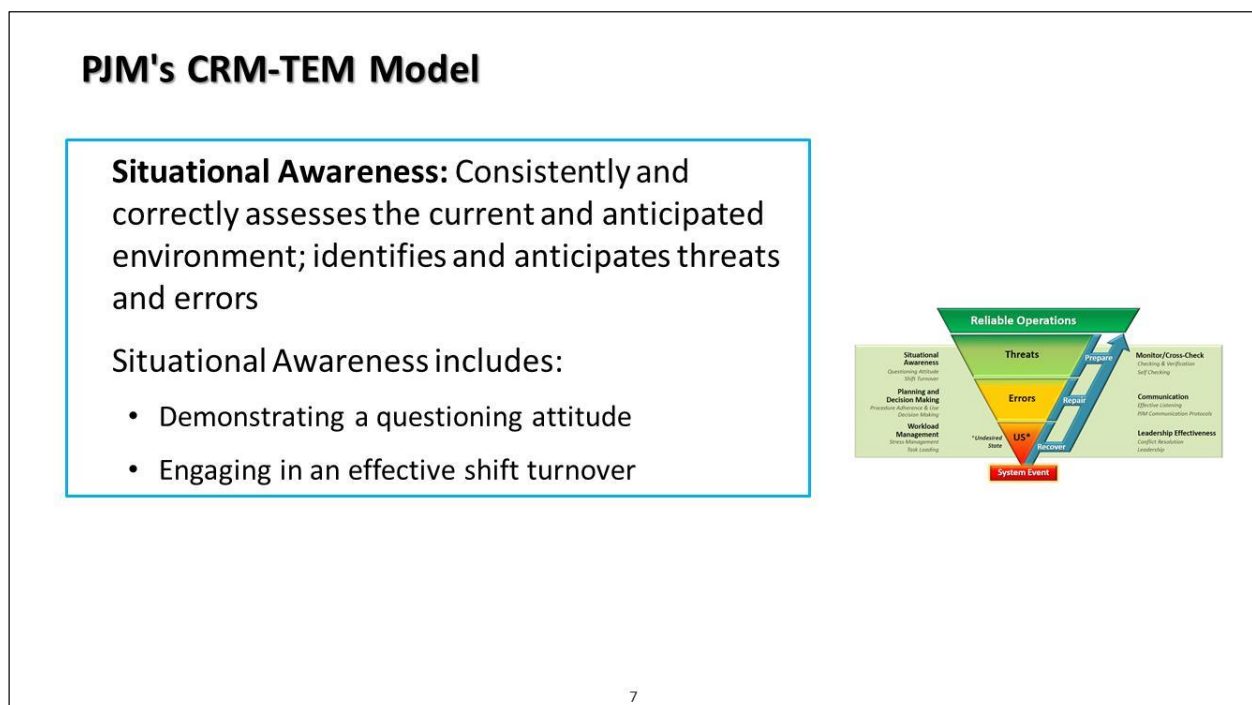 PJM's CRM-TEM Model
Situational Awareness: Consistently and
correctly assesses the current and anticipated
environment; identifies and anticipates threats
and errors
Situational Awareness includes:
• Demonstrating a questioning attitude
• Engaging in an effective shift turnover
Reliable Operations
Situational
Awareness
Questioning Attitude
Shift Turnover
Planning and
Decision Making
Procedure Adherence & Use
Decision Making
Workload
Management
Stress Management
Task Loading
Threats
Errors
*Undesired
State
US*
System Event
Prepare
Repair
Recover
Monitor/Cross-Check
Checking & Verification
Self Checking
Communication
Effective Listening
PJM Communication Protocols
Leadership Effectiveness
Conflict Resolution
Leadership
7